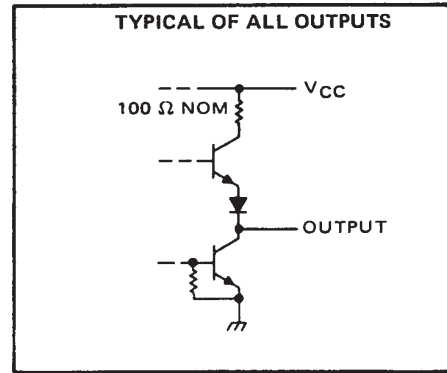 TYPICAL OF ALL OUTPUTS
VCC
100 Ω NOM
OUTPUT